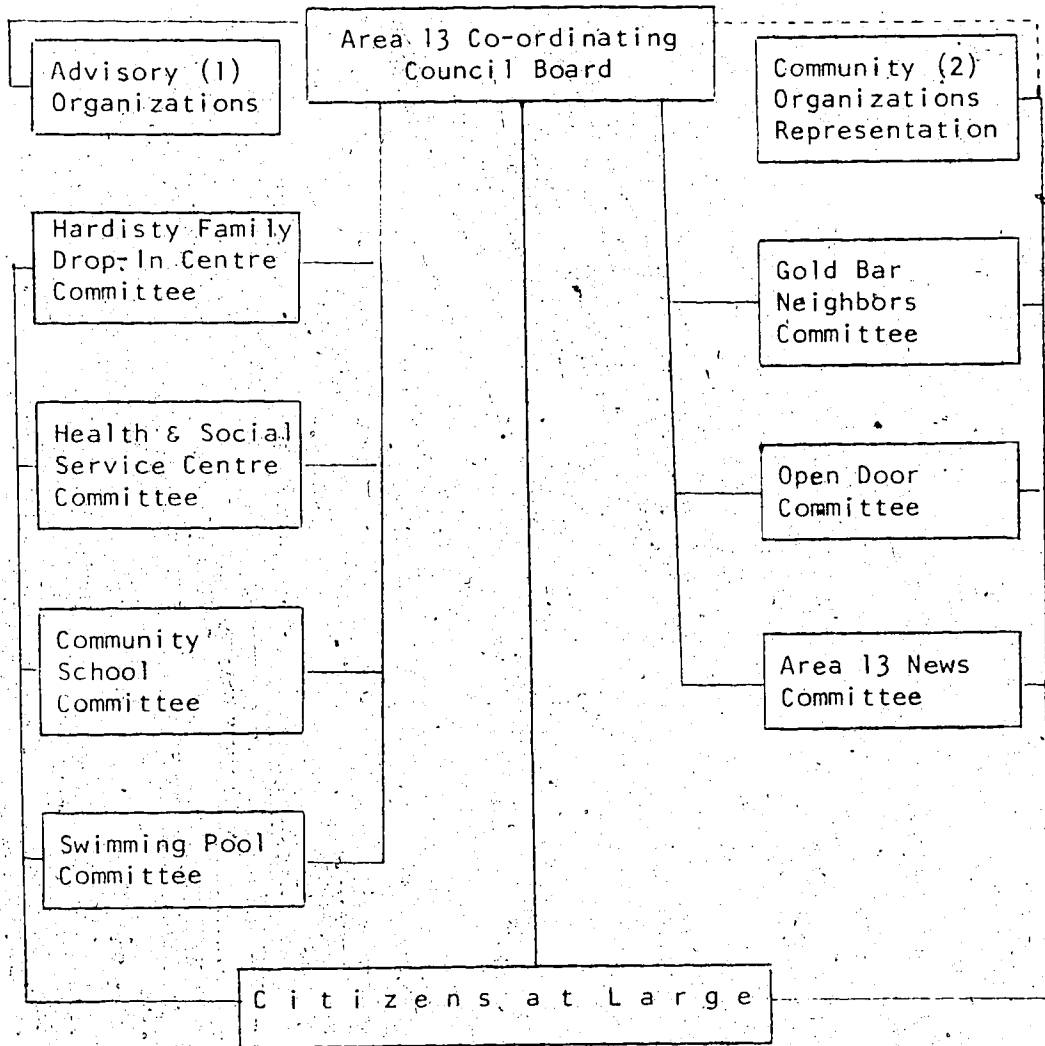 Area 13 Co-ordinating
Council Board
Advisory (1)
Organizations
Community (2)
Organizations
Representation
Hardisty Family
Drop-In Centre
Committee
Gold Bar
Neighbors
Committee
Health & Social
Service Centre
Committee
Open Door
Committee
Community
School
Committee
Area 13 News
Committee
Swimming Pool
Committee
Citizens at Large